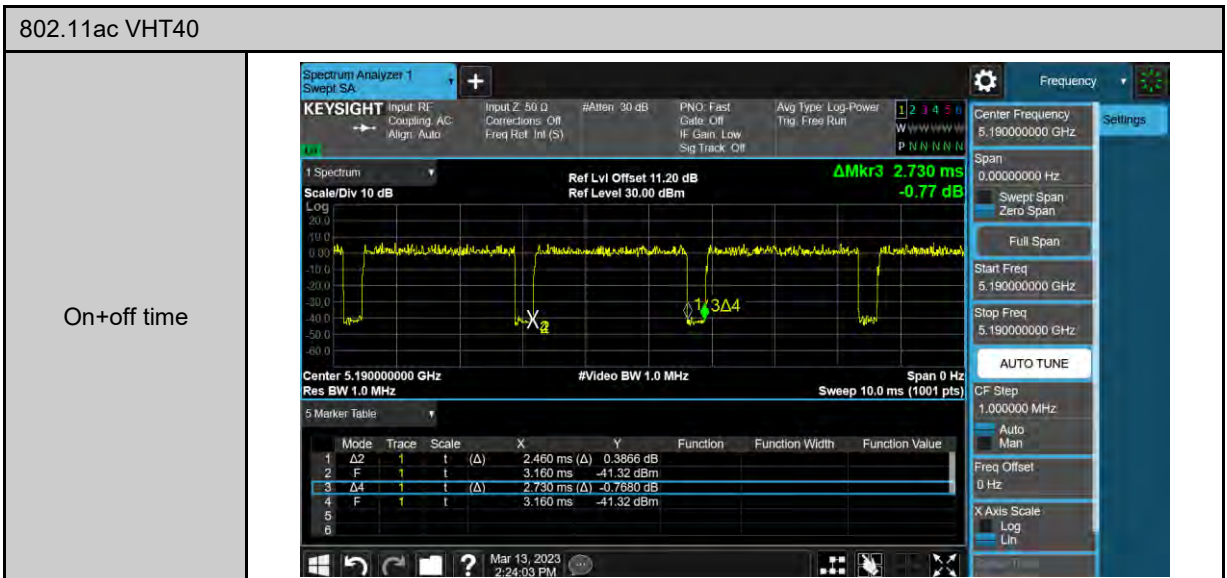 802.11ac VHT40
On+off time
Spectrum Analyzer 1
Swept SA
+
Frequency
KEYSIGHT
Input: RF
Coupling: AC
Align: Auto
Input Z: 50 Ω
Corrections: Off
Freq Ref: Int (S)
#Atten: 30 dB
PNO: Fast
Gate: Off
IF Gain: Low
Sig Track: Off
Avg Type: Log-Power
Trig: Free Run
1 2 3 4 5 6
W W W W W W
P N N N N N
1 Spectrum
Scale/Div 10 dB
Ref Lvl Offset 11.20 dB
Ref Level 30.00 dBm
ΔMkr3 2.730 ms
-0.77 dB
Log
20.0
10.0
0.00
-10.0
-20.0
-30.0
-40.0
-50.0
-60.0
3Δ4
Center 5.190000000 GHz
Res BW 1.0 MHz
#Video BW 1.0 MHz
Span 0 Hz
Sweep 10.0 ms (1001 pts)
5 Marker Table
Mode Trace Scale X Y Function Function Width Function Value
1 Δ2 1 t (Δ) 2.460 ms (Δ) 0.3866 dB
2 F 1 t 3.160 ms -41.32 dBm
3 Δ4 1 t (Δ) 2.730 ms (Δ) -0.7680 dB
4 F 1 t 3.160 ms -41.32 dBm
5
6
?
Mar 13, 2023
2:24:03 PM
Center Frequency
5.190000000 GHz
Settings
Span
0.00000000 Hz
Swept Span
Zero Span
Full Span
Start Freq
5.190000000 GHz
Stop Freq
5.190000000 GHz
AUTO TUNE
CF Step
1.000000 MHz
Auto
Man
Freq Offset
0 Hz
X Axis Scale
Log
Lin